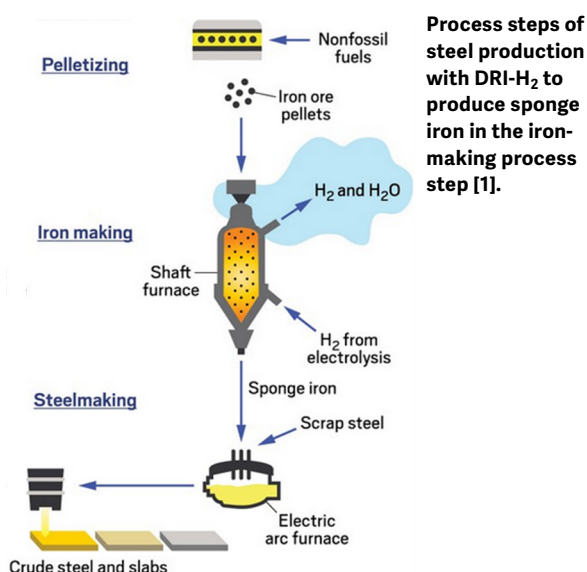 Pelletizing
Nonfossil
fuels
Iron ore
pellets
Iron making
H₂ and H₂O
Shaft
furnace
H₂ from
electrolysis
Steelmaking
Sponge iron
Scrap steel
Electric
arc furnace
Crude steel and slabs
Process steps of
steel production
with DRI-H₂ to
produce sponge
iron in the iron-
making process
step [1].